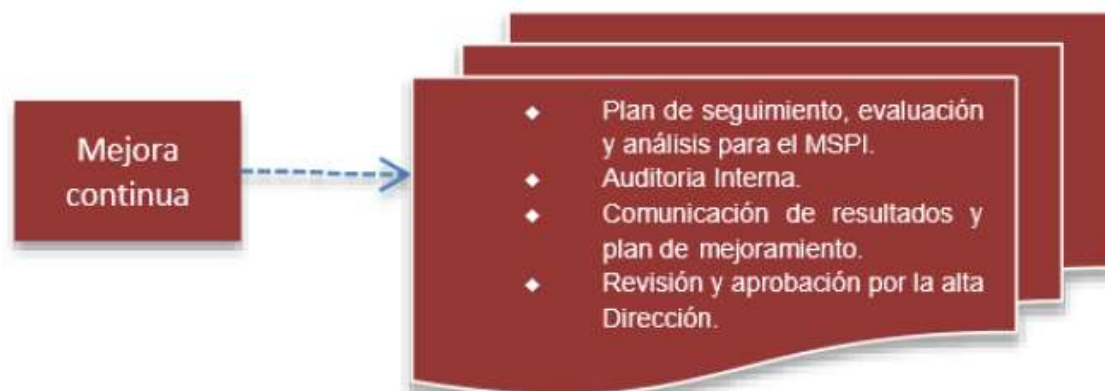 Mejora
continua
◆ Plan de seguimiento, evaluación
y análisis para el MSPI.
◆ Auditoria Interna.
◆ Comunicación de resultados y
plan de mejoramiento.
◆ Revisión y aprobación por la alta
Dirección.